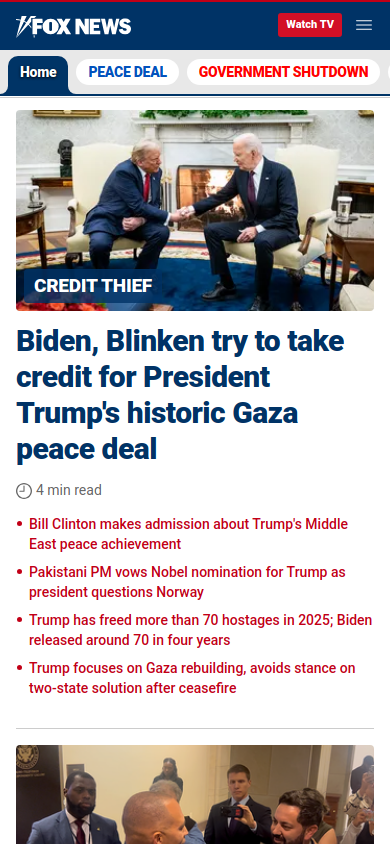 FOX NEWS
Watch TV
Home
PEACE DEAL
GOVERNMENT SHUTDOWN
CREDIT THIEF
Biden, Blinken try to take
credit for President
Trump's historic Gaza
peace deal
4 min read
Bill Clinton makes admission about Trump's Middle
East peace achievement
Pakistani PM vows Nobel nomination for Trump as
president questions Norway
Trump has freed more than 70 hostages in 2025; Biden
released around 70 in four years
Trump focuses on Gaza rebuilding, avoids stance on
two-state solution after ceasefire